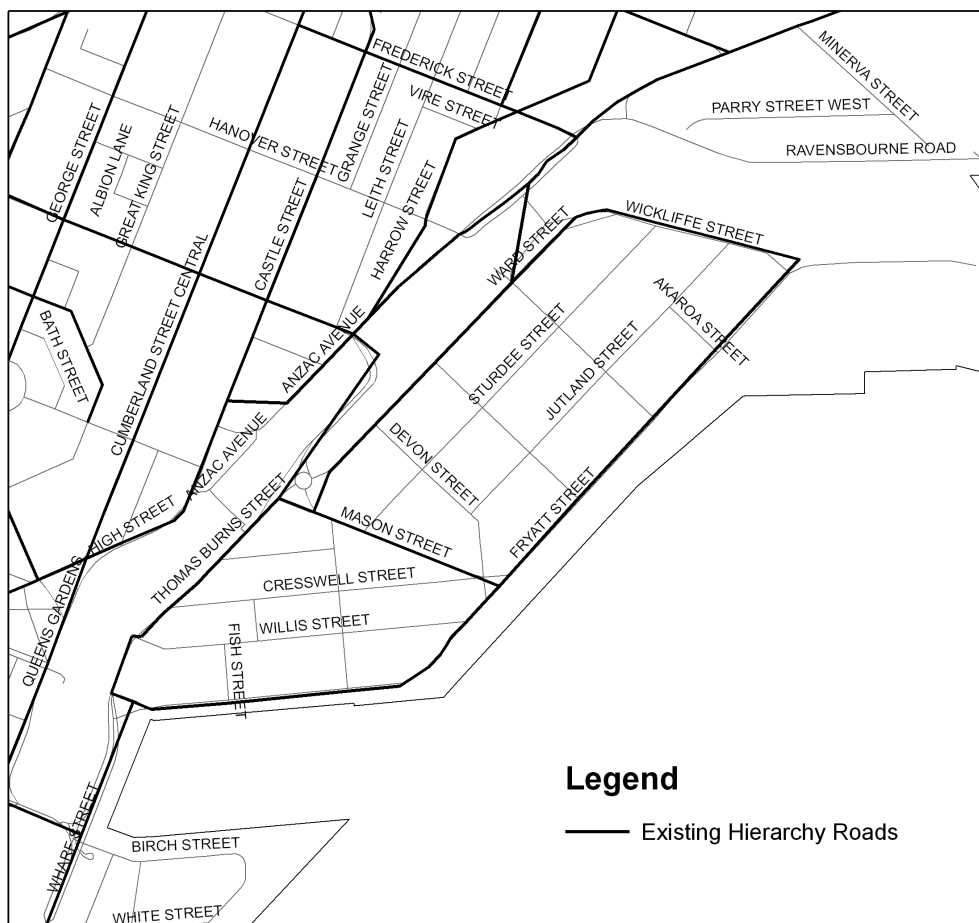 FREDERICK STREET
MINERVA STREET
VIRE STREET
PARRY STREET WEST
GRANGE STREET
HANOVER STREET
RAVENSBOURNE ROAD
GEORGE STREET
ALBION LANE
GREAT KING STREET
LEITH STREET
HARROW STREET
CASTLE STREET
WICKLIFFE STREET
WARD STREET
CUMBERLAND STREET CENTRAL
AKAROA STREET
BATH STREET
ANZAC AVENUE
STURDEE STREET
JUTLAND STREET
ANZAC AVENUE
DEVON STREET
HIGH STREET
THOMAS BURNS STREET
MASON STREET
FRYATT STREET
CRESSWELL STREET
QUEENS GARDENS
WILLIS STREET
FISH STREET
Legend
Existing Hierarchy Roads
WHARF STREET
BIRCH STREET
WHITE STREET